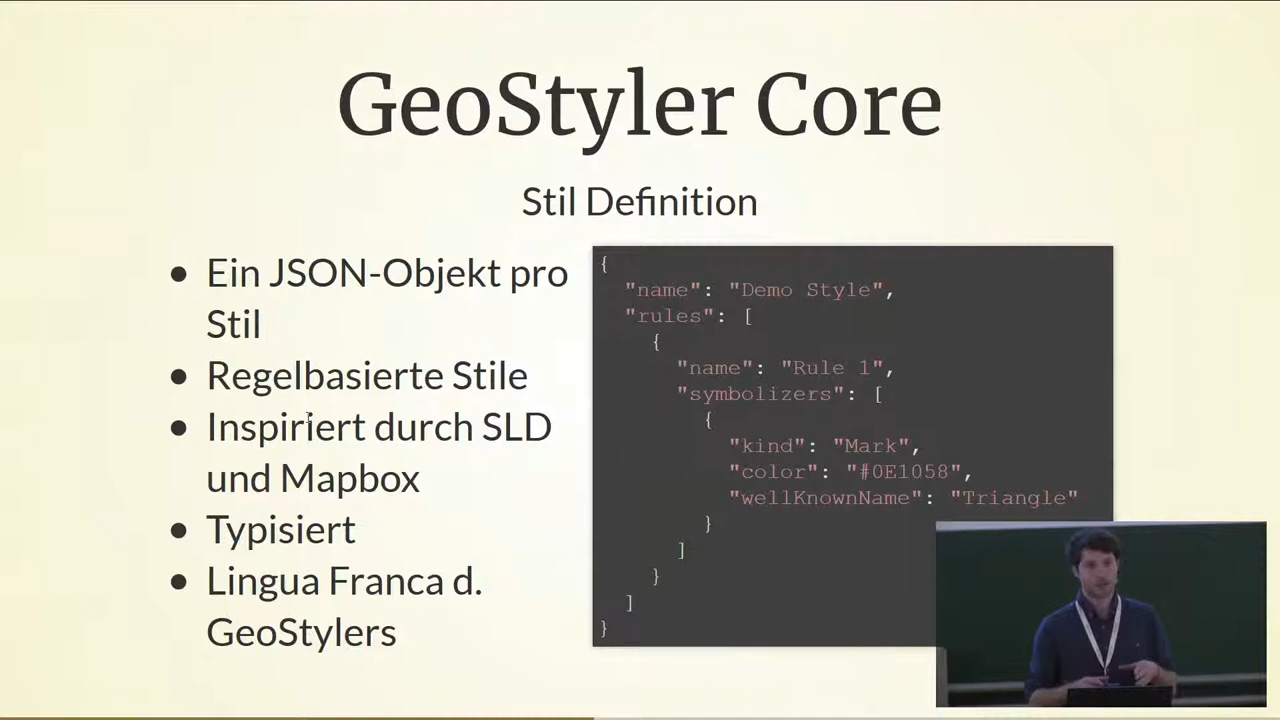 GeoStyler Core
Stil Definition
• Ein JSON-Objekt pro
Stil
• Regelbasierte Stile
• Inspiriert durch SLD
und Mapbox
• Typisiert
• Lingua Franca d.
GeoStylers
{
"name": "Demo Style",
"rules": [
{
"name": "Rule 1",
"symbolizers": [
{
"kind": "Mark",
"color": "#0E1058",
"wellKnownName": "Triangle"
}
]
}
]
}